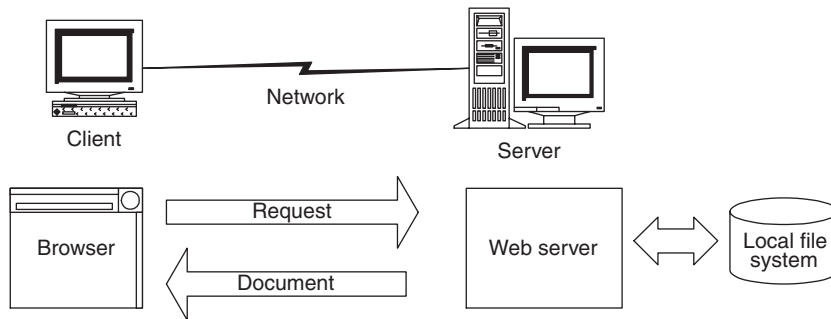 Network
Client
Server
Browser
Request
Document
Web server
Local file
system